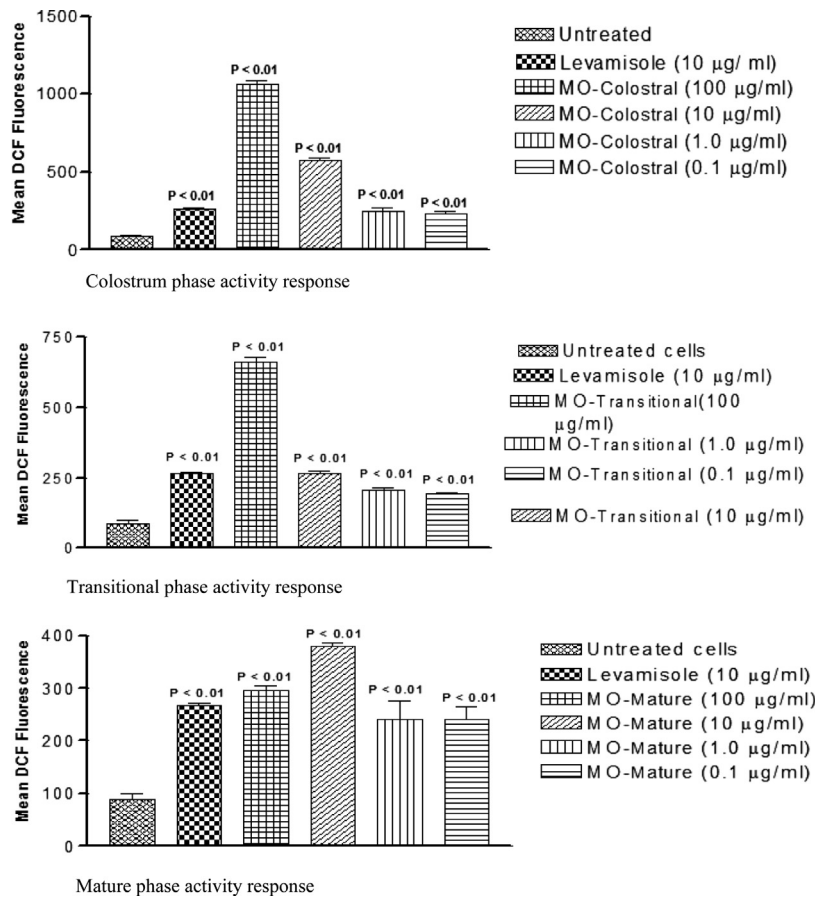 Mean DCF Fluorescence
1500
1000
500
0
P < 0.01
P < 0.01
P < 0.01
P < 0.01
P < 0.01
Untreated
Levamisole (10 μg/ ml)
MO-Colostral (100 μg/ml)
MO-Colostral (10 μg/ml)
MO-Colostral (1.0 μg/ml)
MO-Colostral (0.1 μg/ml)
Colostrum phase activity response
Mean DCF Fluorescence
750
500
250
0
P < 0.01
P < 0.01
P < 0.01
P < 0.01
P < 0.01
Untreated cells
Levamisole (10 μg/ml)
MO-Transitional(100
μg/ml)
MO-Transitional (1.0 μg/ml)
MO-Transitional (0.1 μg/ml)
MO-Transitional (10 μg/ml)
Transitional phase activity response
Mean DCF Fluorescence
400
300
200
100
0
P < 0.01
P < 0.01
P < 0.01
P < 0.01
P < 0.01
Untreated cells
Levamisole (10 μg/ml)
MO-Mature (100 μg/ml)
MO-Mature (10 μg/ml)
MO-Mature (1.0 μg/ml)
MO-Mature (0.1 μg/ml)
Mature phase activity response